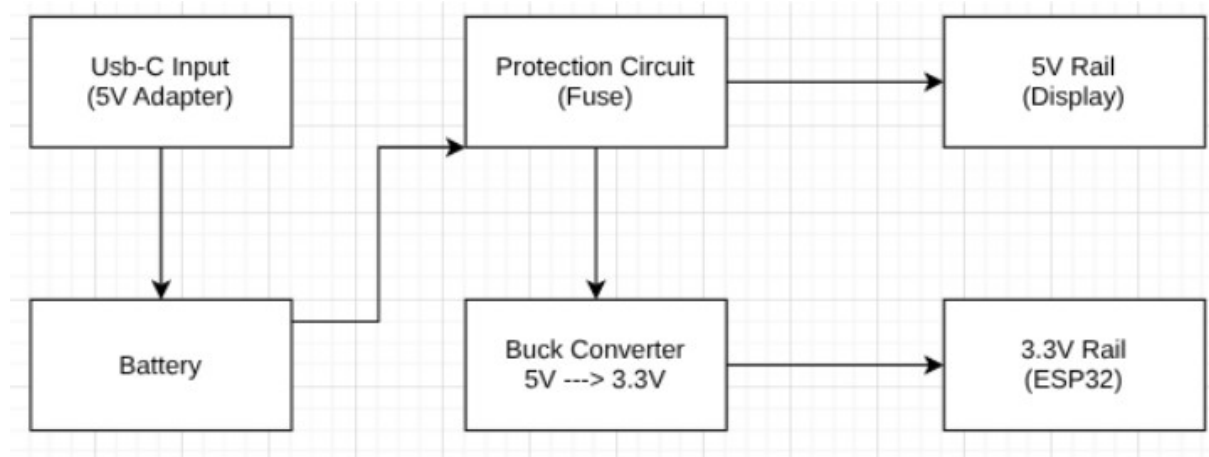 Usb-C Input
(5V Adapter)
Protection Circuit
(Fuse)
5V Rail
(Display)
Battery
Buck Converter
5V ---> 3.3V
3.3V Rail
(ESP32)